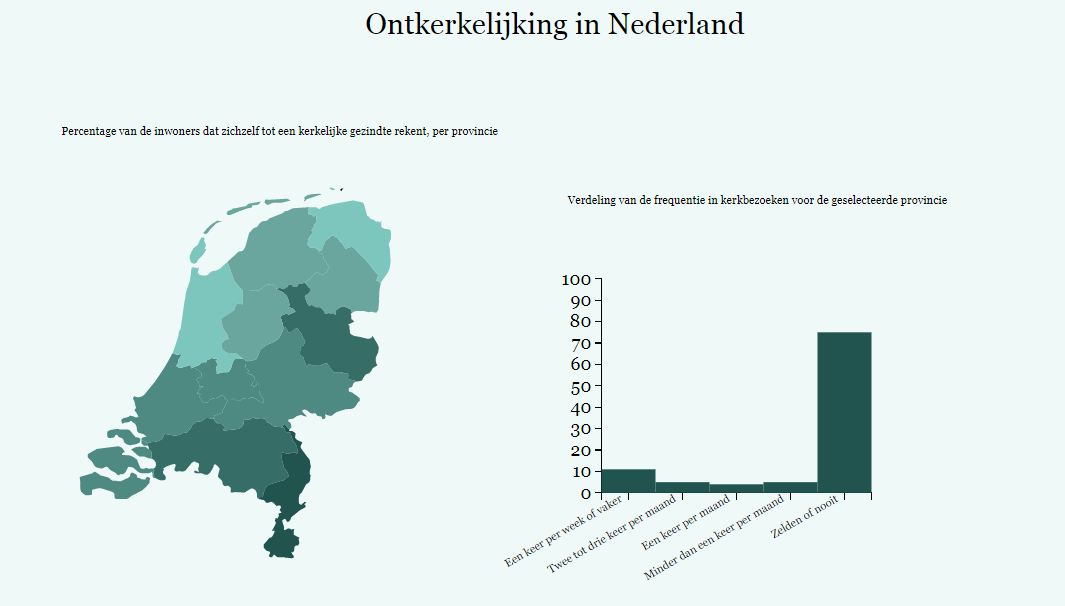 Ontkerkelijking in Nederland
Percentage van de inwoners dat zichzelf tot een kerkelijke gezindte rekent, per provincie
Verdeling van de frequentie in kerkbezoeken voor de geselecteerde provincie
100
90
80
70
60
50
40
30
20
10
0
Een keer per week of vaker
Twee tot drie keer per maand
Een keer per maand
Minder dan een keer per maand
Zelden of nooit